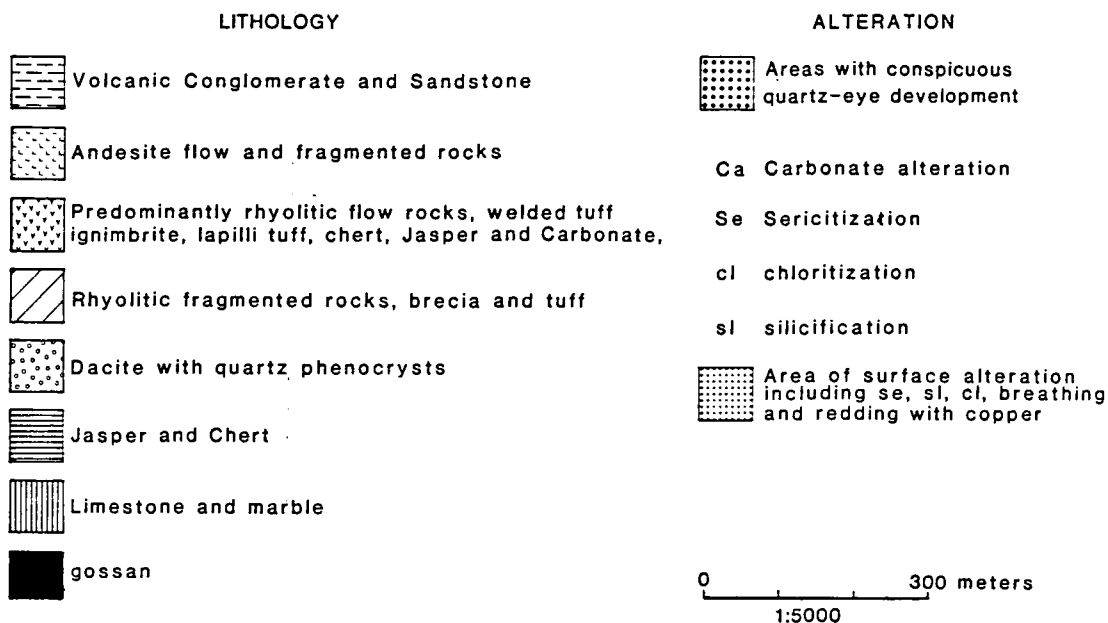 LITHOLOGY
Volcanic Conglomerate and Sandstone
Andesite flow and fragmented rocks
Predominantly rhyolitic flow rocks, welded tuff
ignimbrite, lapilli tuff, chert, Jasper and Carbonate,
Rhyolitic fragmented rocks, brecia and tuff
Dacite with quartz phenocrysts
Jasper and Chert
Limestone and marble
gossan
ALTERATION
Areas with conspicuous
quartz-eye development
Ca Carbonate alteration
Se Sericitization
cl chloritization
sl silicification
Area of surface alteration
including se, sl, cl, breathing
and redding with copper
0 300 meters
1:5000